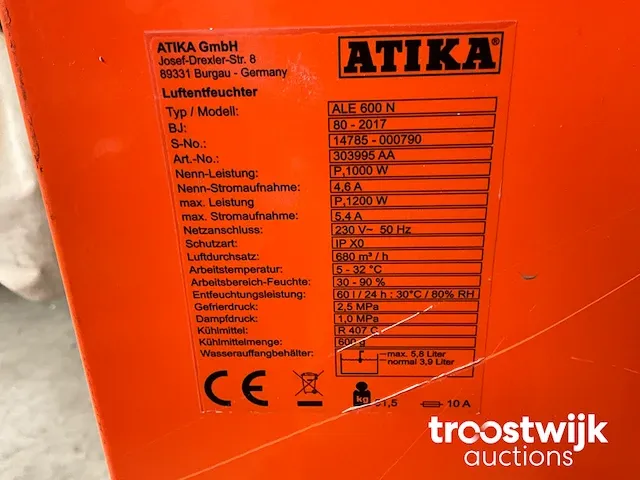 ATIKA GmbH
Josef-Drexler-Str. 8
89331 Burgau - Germany
ATIKA®
Luftentfeuchter
Typ / Modell: ALE 600 N
BJ: 80 - 2017
S-No.: 14785 - 000790
Art.-No.: 303995 AA
Nenn-Leistung: P₁1000 W
Nenn-Stromaufnahme: 4,6 A
max. Leistung P₁1200 W
max. Stromaufnahme: 5,4 A
Netzanschluss: 230 V~ 50 Hz
Schutzart: IP X0
Luftdurchsatz: 680 m³ / h
Arbeitstemperatur: 5 - 32 °C
Arbeitsbereich-Feuchte: 30 - 90 %
Entfeuchtungsleistung: 60 l / 24 h : 30°C / 80% RH
Gefrierdruck: 2,5 MPa
Dampfdruck: 1,0 MPa
Kühlmittel: R 407 C
Kühlmittelmenge: 600 g
Wasserauffangbehälter: max. 5,8 Liter
normal 3,9 Liter
CE kg 51,5 10 A
troostwijk
auctions